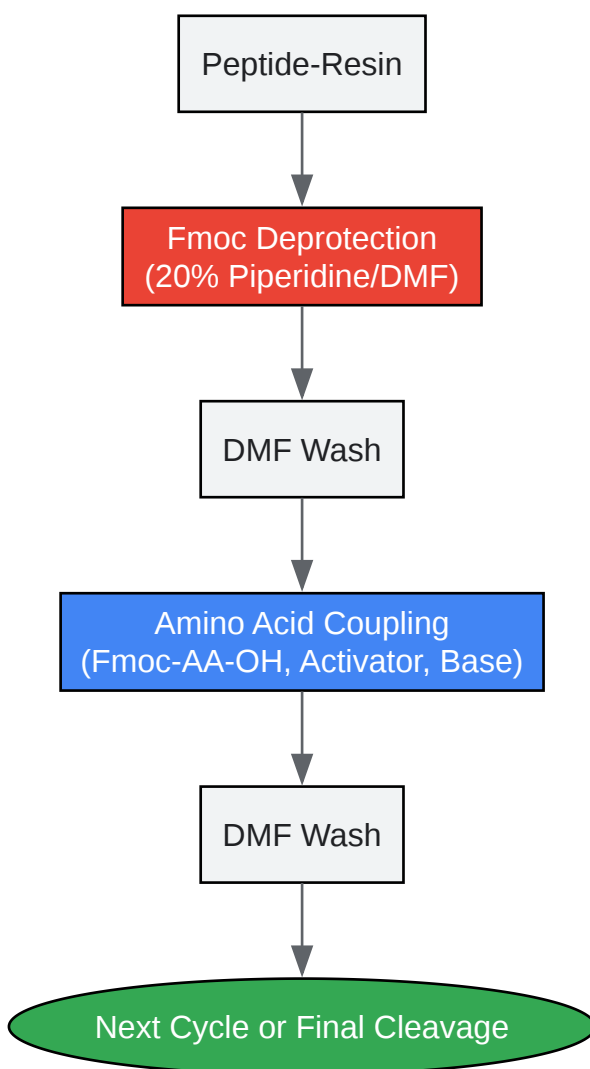 Peptide-Resin
Fmoc Deprotection
(20% Piperidine/DMF)
DMF Wash
Amino Acid Coupling
(Fmoc-AA-OH, Activator, Base)
DMF Wash
Next Cycle or Final Cleavage